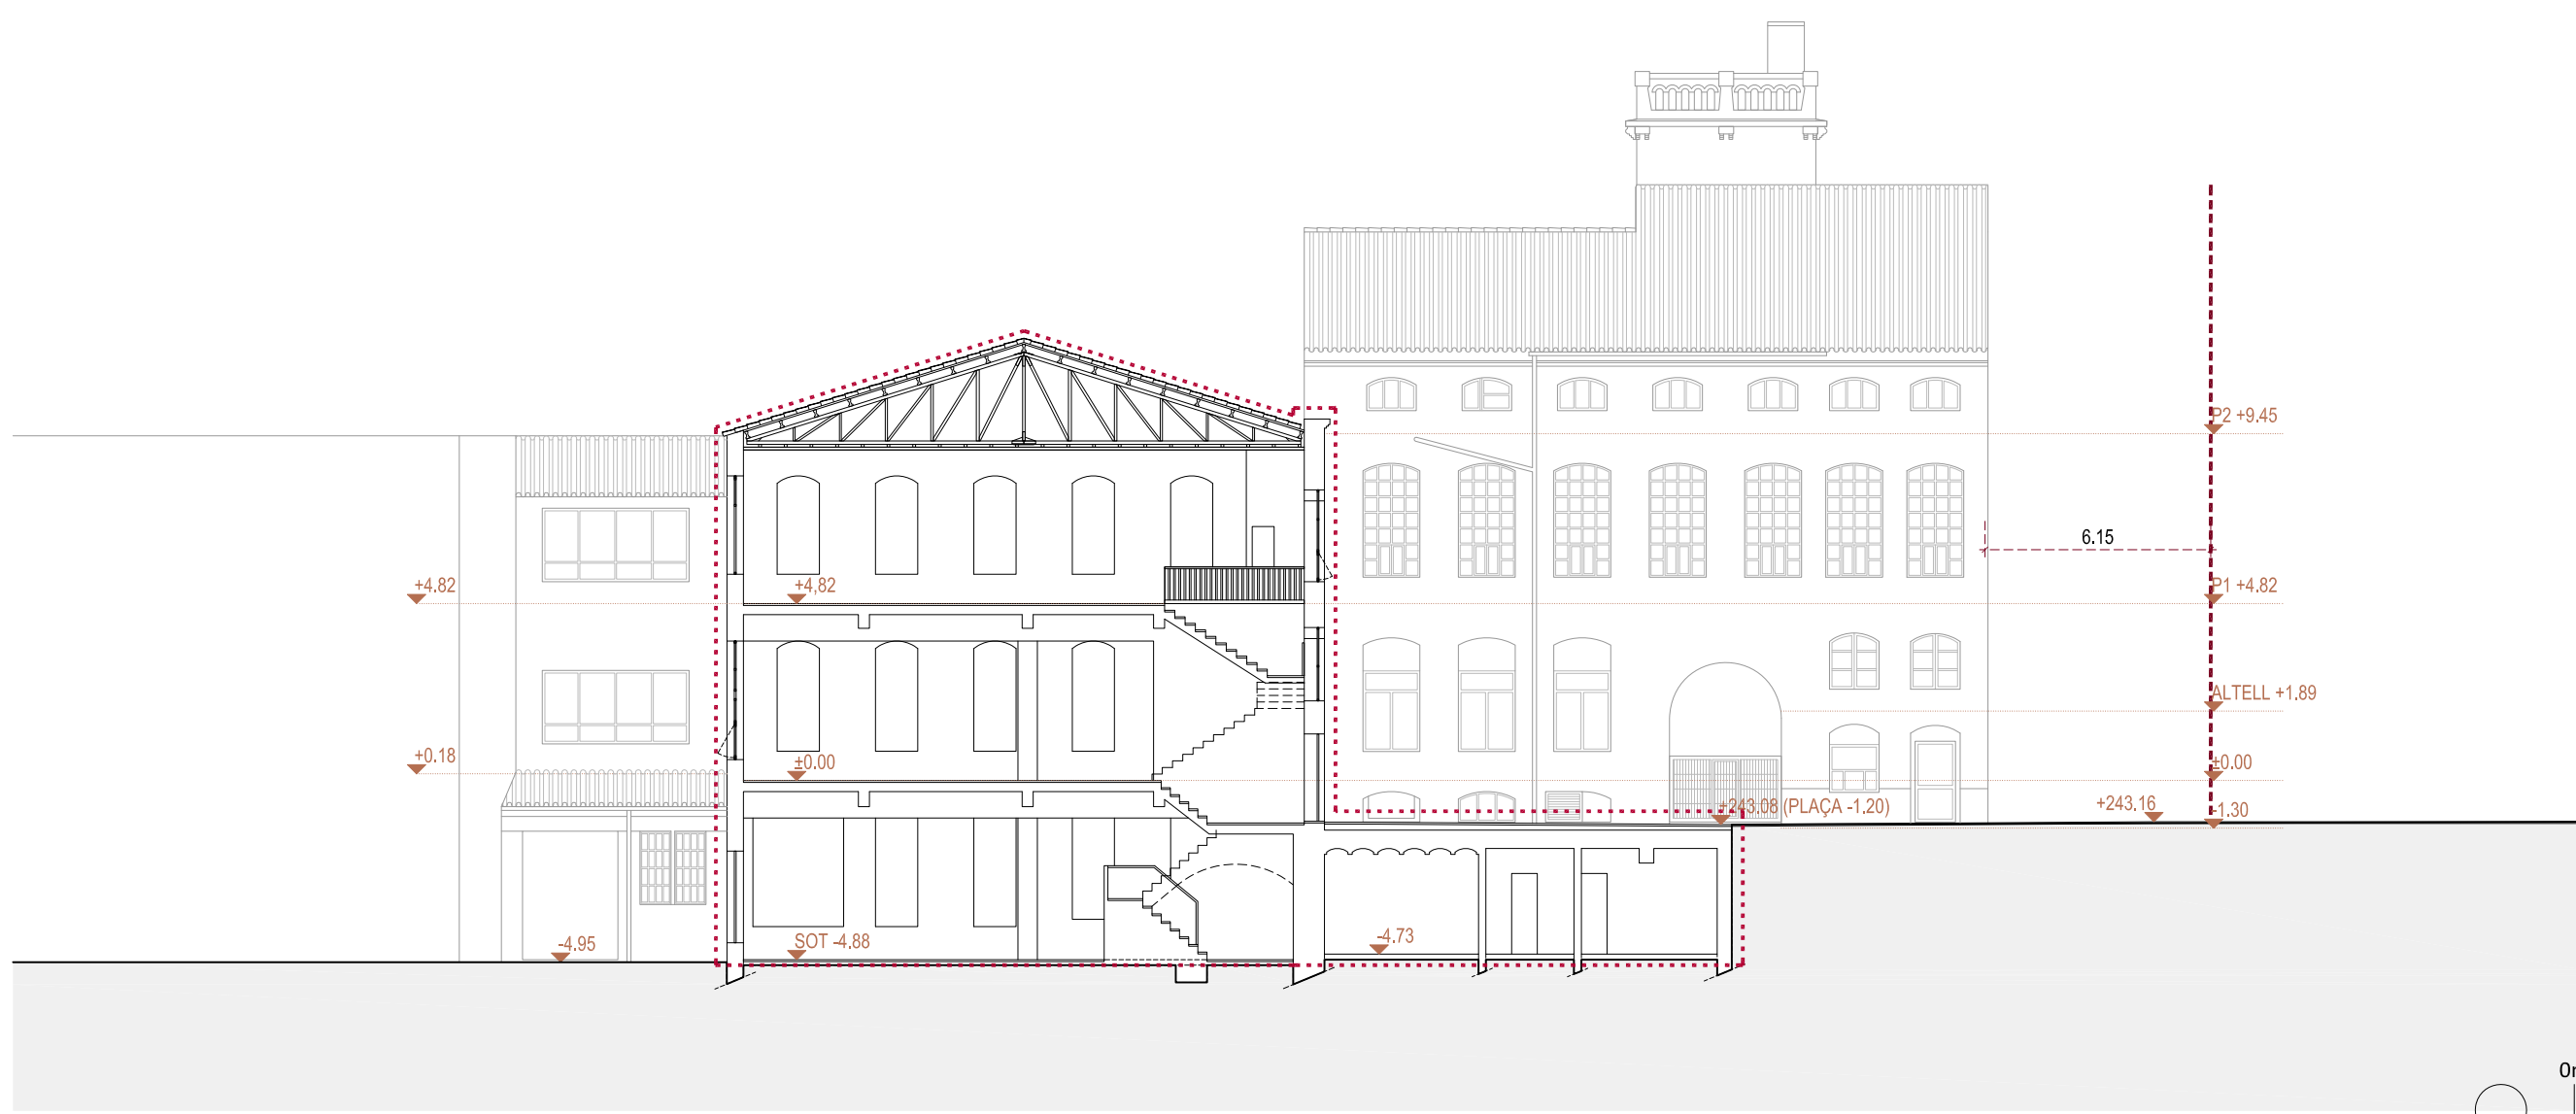 P2 +9.45
6.15
+4.82
+4,82
P1 +4.82
ALTELL +1.89
+0.18
±0.00
±0.00
+243.08 (PLAÇA -1.20)
+243.16
-1.30
-4.95
SOT -4.88
-4.73